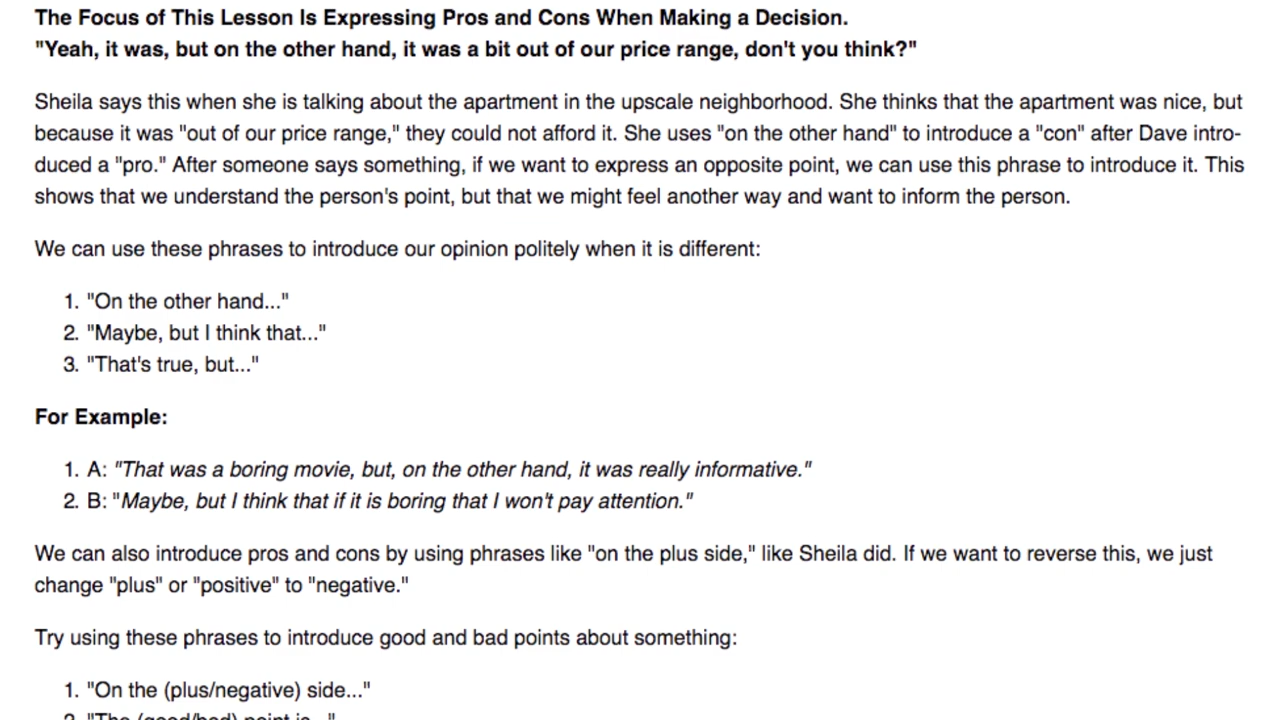 The Focus of This Lesson Is Expressing Pros and Cons When Making a Decision.
"Yeah, it was, but on the other hand, it was a bit out of our price range, don't you think?"
Sheila says this when she is talking about the apartment in the upscale neighborhood. She thinks that the apartment was nice, but
because it was "out of our price range," they could not afford it. She uses "on the other hand" to introduce a "con" after Dave intro-
duced a "pro." After someone says something, if we want to express an opposite point, we can use this phrase to introduce it. This
shows that we understand the person's point, but that we might feel another way and want to inform the person.
We can use these phrases to introduce our opinion politely when it is different:
1. "On the other hand..."
2. "Maybe, but I think that..."
3. "That's true, but..."
For Example:
1. A: "That was a boring movie, but, on the other hand, it was really informative."
2. B: "Maybe, but I think that if it is boring that I won't pay attention."
We can also introduce pros and cons by using phrases like "on the plus side," like Sheila did. If we want to reverse this, we just
change "plus" or "positive" to "negative."
Try using these phrases to introduce good and bad points about something:
1. "On the (plus/negative) side..."
2. "The (good/bad) point is..."